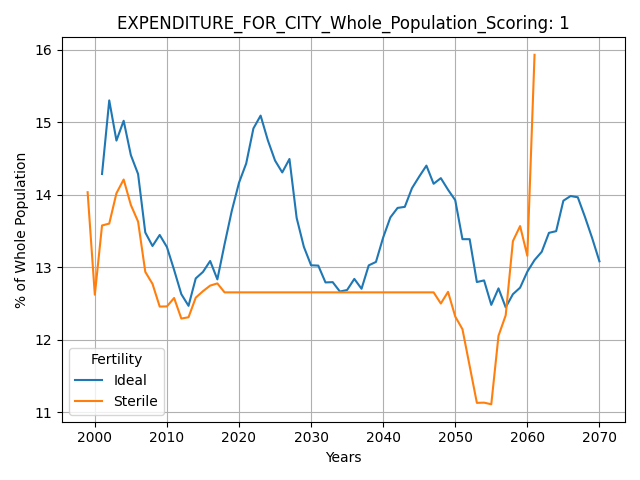 EXPENDITURE_FOR_CITY_Whole_Population_Scoring: 1
16
15
14
13
12
11
% of Whole Population
Fertility
Ideal
Sterile
2000 2010 2020 2030 2040 2050 2060 2070
Years